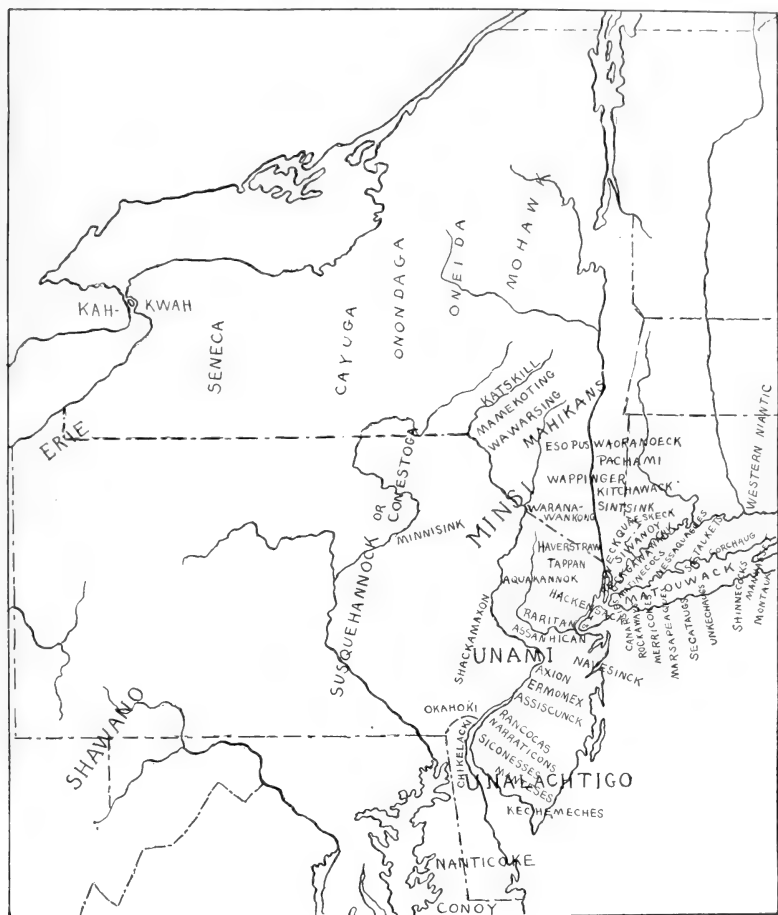 MOHAWK
ONEIDA
ONONDAGA
CAYUGA
SENECA
KAH-KWAH
ERIE
KATSKILL
MAMEKOTING
WAWARSING
MAHIKANS
ESOPUS
WAORANOECK
PACHAMI
WAPPINGER
KITCHAWACK
SINTSINK
WARANA-
WANKONG
MINSI
MINNISINK
SUSQUEHANNOCK OR CONESTOGA
HAVERSTRAW
TAPPAN
AQUAKANNOK
HACKENSACK
RARITAN
ASSANHICAN
SIWANOY
MATOUWACK
WESTERN NIANTIC
SETALKETS
CORCHAUG
ROCKAWAY
MERRICOKE
MARSAPEAGUE
SECATAUGS
UNKECHAUGS
SHINNECOCKS
MONTAUK
SHACKAMAXON
UNAMI
NAVESINCK
AXION
ERMOMEX
ASSISCUNCK
OKAHOKI
CHIKELACKI
RANCOCAS
NARRATICONS
SICONESSES
UNALACHTIGO
KECHEMECHES
SHAWANO
NANTICOKE
CONOY